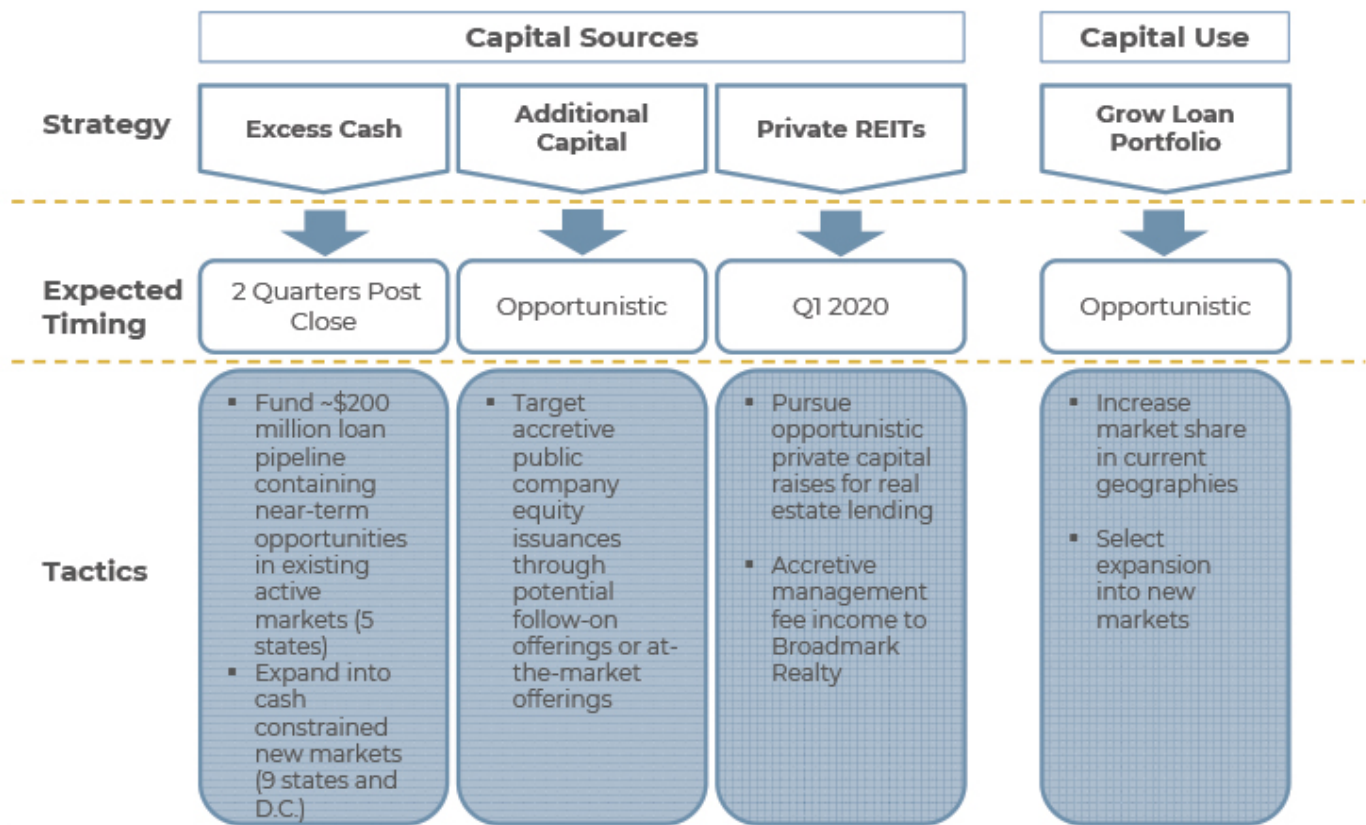 Capital Sources
Capital Use
Strategy
Excess Cash
Additional
Capital
Private REITs
Grow Loan
Portfolio
Expected
Timing
2 Quarters Post
Close
Opportunistic
Q1 2020
Opportunistic
Tactics
▪ Fund ~$200
million loan
pipeline
containing
near-term
opportunities
in existing
active
markets (5
states)
▪ Expand into
cash
constrained
new markets
(9 states and
D.C.)
▪ Target
accretive
public
company
equity
issuances
through
potential
follow-on
offerings or at-
the-market
offerings
▪ Pursue
opportunistic
private capital
raises for real
estate lending
▪ Accretive
management
fee income to
Broadmark
Realty
▪ Increase
market share
in current
geographies
▪ Select
expansion
into new
markets